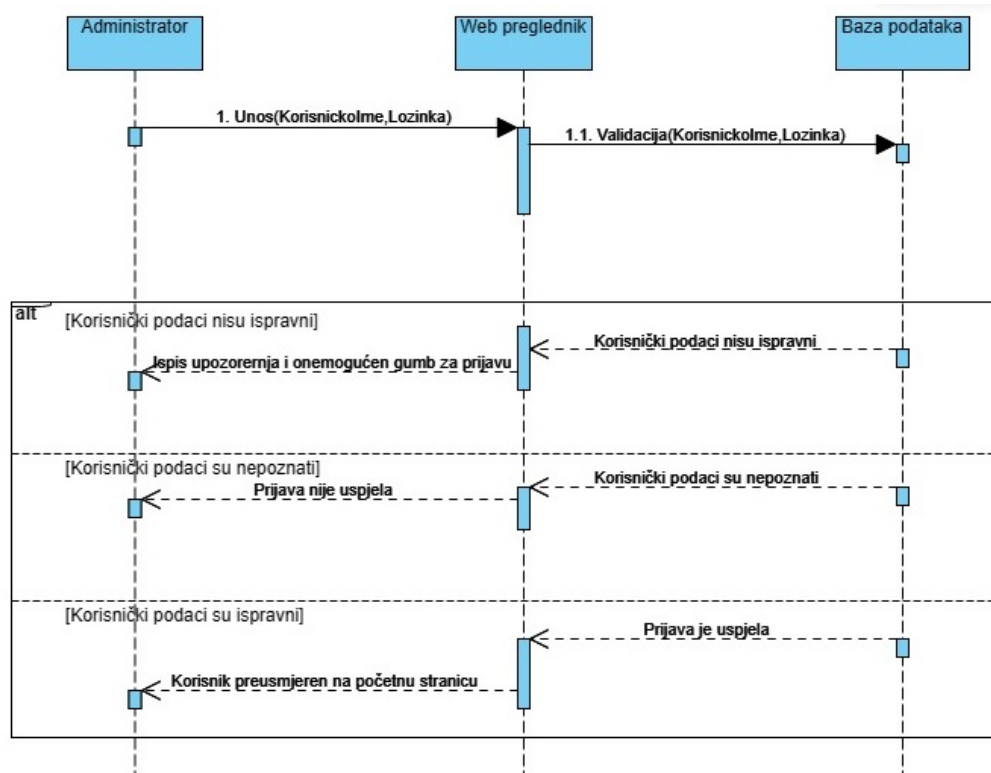 Administrator
Web preglednik
Baza podataka
1. Unos(KorisnickoIme,Lozinka)
1.1. Validacija(KorisnickoIme,Lozinka)
alt
[Korisnički podaci nisu ispravni]
Korisnički podaci nisu ispravni
Ispis upozorernja i onemogućen gumb za prijavu
[Korisnički podaci su nepoznati]
Korisnički podaci su nepoznati
Prijava nije uspjela
[Korisnički podaci su ispravni]
Prijava je uspjela
Korisnik preusmjeren na početnu stranicu